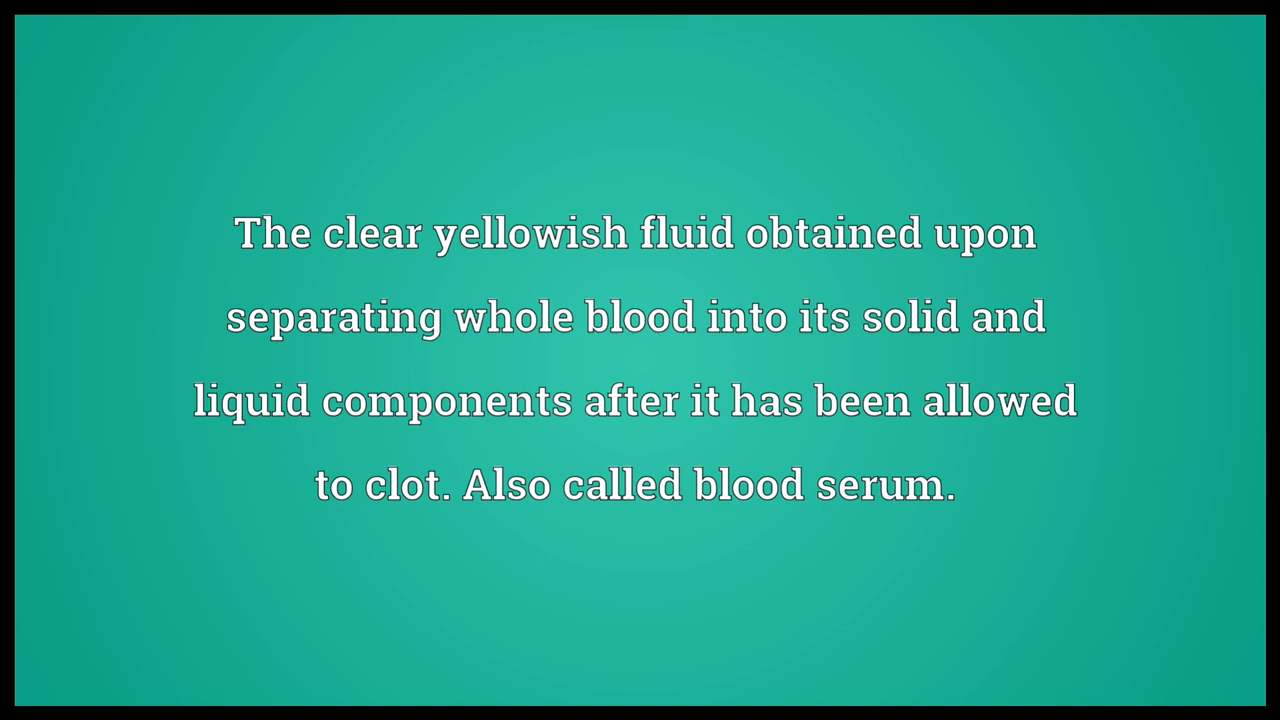 The clear yellowish fluid obtained upon
separating whole blood into its solid and
liquid components after it has been allowed
to clot. Also called blood serum.